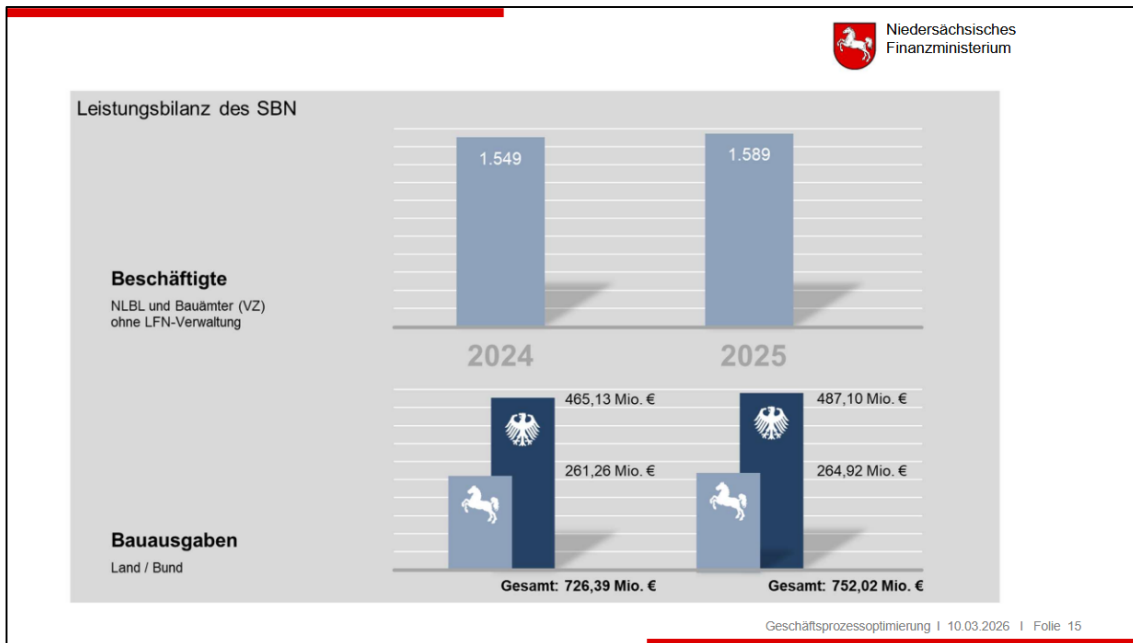 Niedersächsisches
Finanzministerium
Leistungsbilanz des SBN
1.549
1.589
Beschäftigte
NLBL und Bauämter (VZ)
ohne LFN-Verwaltung
2024
2025
465,13 Mio. €
487,10 Mio. €
261,26 Mio. €
264,92 Mio. €
Bauausgaben
Land / Bund
Gesamt: 726,39 Mio. €
Gesamt: 752,02 Mio. €
Geschäftsprozessoptimierung I 10.03.2026 I Folie 15